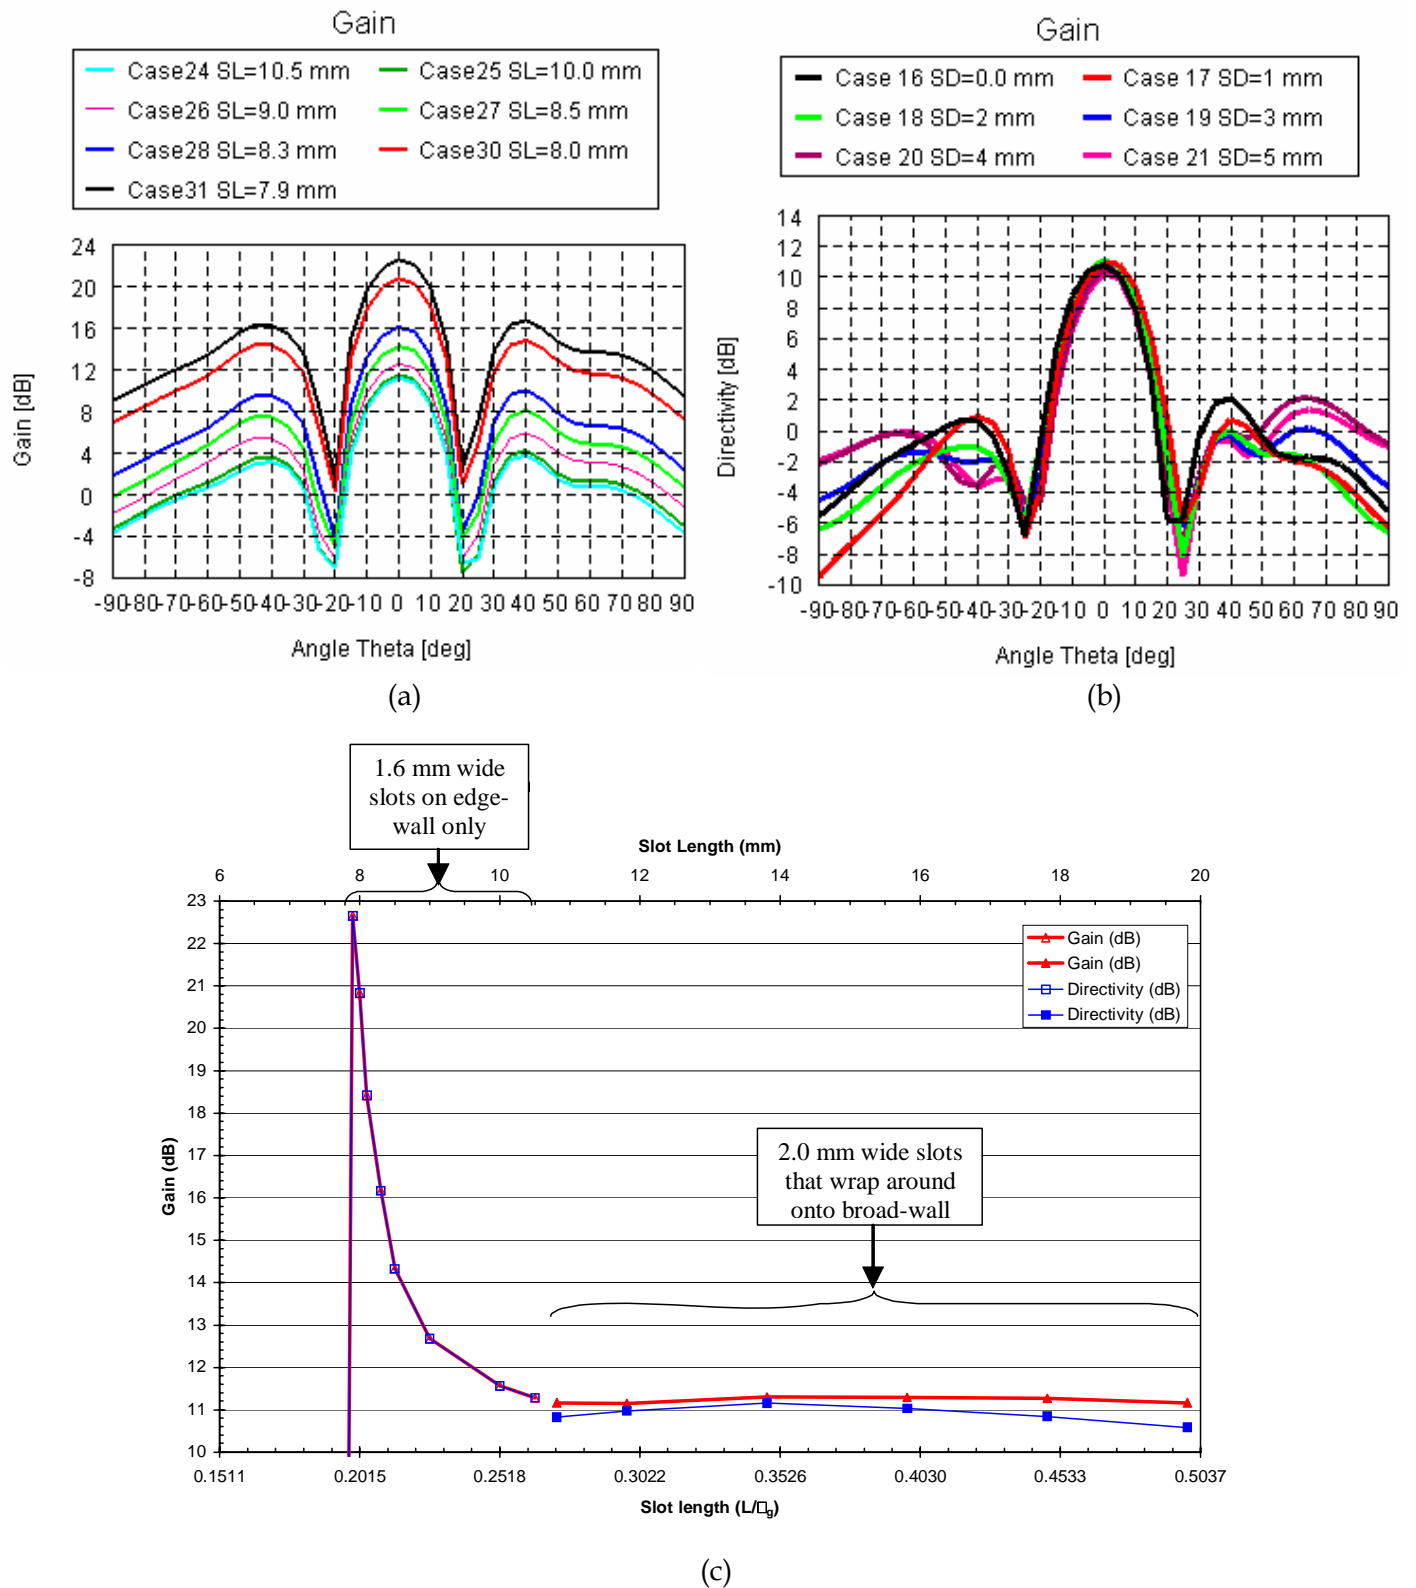 Gain
Case24 SL=10.5 mm Case25 SL=10.0 mm
Case26 SL=9.0 mm Case27 SL=8.5 mm
Case28 SL=8.3 mm Case30 SL=8.0 mm
Case31 SL=7.9 mm
24
20
16
12
8
4
0
-4
-8
Gain [dB]
-90-80-70-60-50-40-30-20-10 0 10 20 30 40 50 60 70 80 90
Angle Theta [deg]
(a)
Gain
Case 16 SD=0.0 mm Case 17 SD=1 mm
Case 18 SD=2 mm Case 19 SD=3 mm
Case 20 SD=4 mm Case 21 SD=5 mm
14
12
10
8
6
4
2
0
-2
-4
-6
-8
-10
Directivity [dB]
-90-80-70-60-50-40-30-20-10 0 10 20 30 40 50 60 70 80 90
Angle Theta [deg]
(b)
1.6 mm wide
slots on edge-
wall only
Slot Length (mm)
6 8 10 12 14 16 18 20
23
22
21
20
19
18
17
16
15
14
13
12
11
10
Gain (dB)
Gain (dB)
Gain (dB)
Directivity (dB)
Directivity (dB)
2.0 mm wide slots
that wrap around
onto broad-wall
0.1511 0.2015 0.2518 0.3022 0.3526 0.4030 0.4533 0.5037
Slot length (L/□g)
(c)